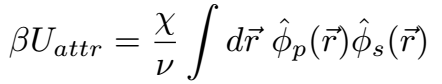 βU_{attr} = \frac{χ}{ν} ∫ d\vec{r} \hat{ϕ}_p(\vec{r}) \hat{ϕ}_s(\vec{r})